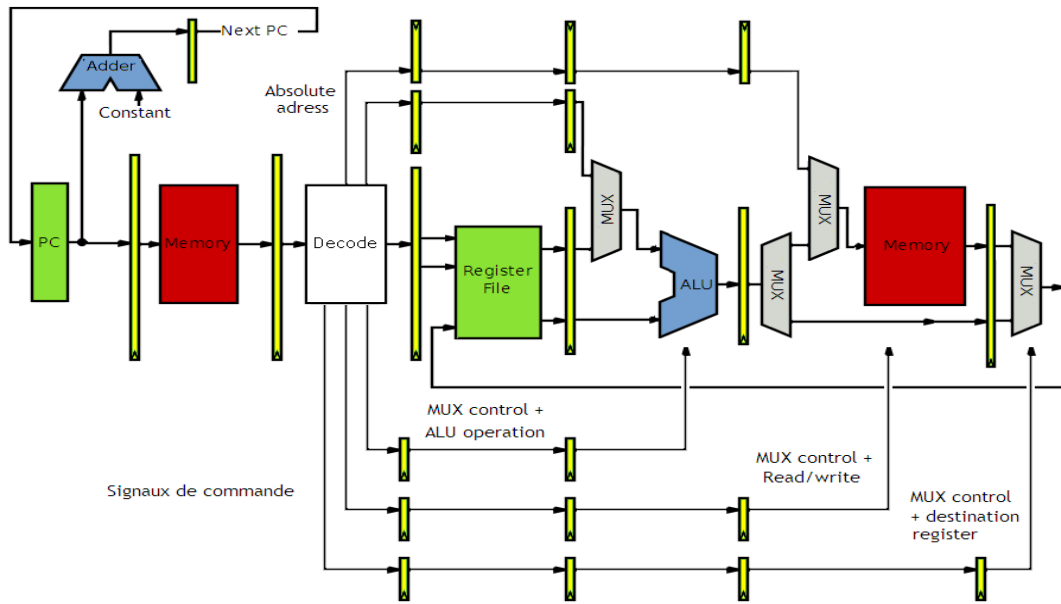 Next PC
Adder
Constant
Absolute
adress
PC
Memory
Decode
Register
File
MUX
ALU
MUX
MUX
Memory
MUX
MUX control +
ALU operation
MUX control +
Read/write
Signaux de commande
MUX control
+ destination
register